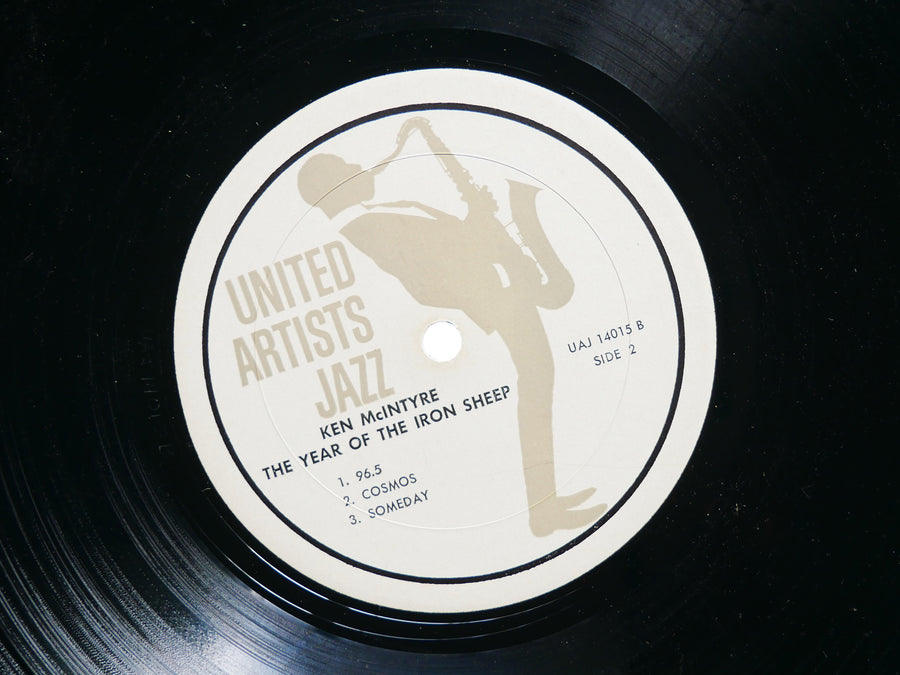 UNITED
ARTISTS
JAZZ
UAJ 14015 B
SIDE 2
KEN McINTYRE
THE YEAR OF THE IRON SHEEP
1. 96.5
2. COSMOS
3. SOMEDAY